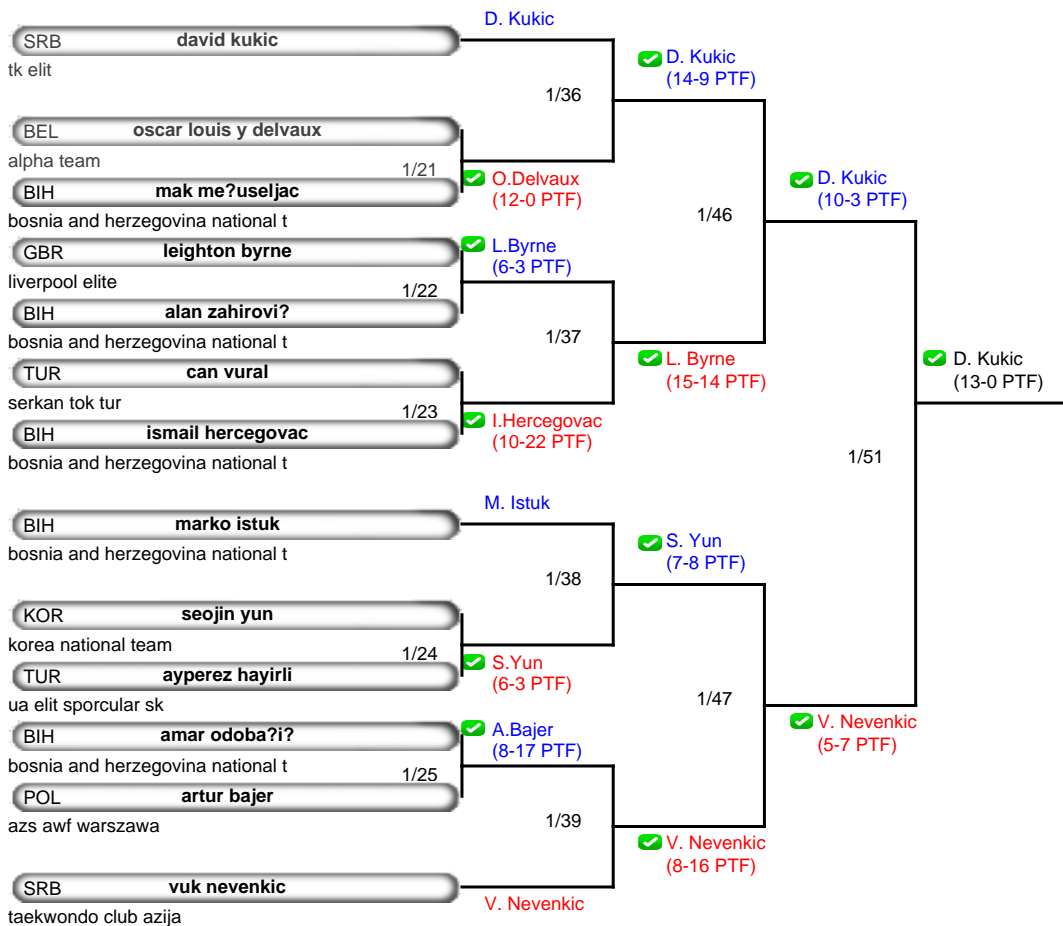 D. Kukic
SRB david kukic
tk elit
D. Kukic
(14-9 PTF)
1/36
BEL oscar louis y delvaux
alpha team
1/21
BIH mak me?useljac
bosnia and herzegovina national t
O.Delvaux
(12-0 PTF)
D. Kukic
(10-3 PTF)
1/46
GBR leighton byrne
liverpool elite
L.Byrne
(6-3 PTF)
1/22
BIH alan zahirovi?
bosnia and herzegovina national t
1/37
TUR can vural
serkan tok tur
L. Byrne
(15-14 PTF)
1/23
BIH ismail hercegovac
bosnia and herzegovina national t
I.Hercegovac
(10-22 PTF)
D. Kukic
(13-0 PTF)
1/51
M. Istuk
BIH marko istuk
bosnia and herzegovina national t
S. Yun
(7-8 PTF)
1/38
KOR seojin yun
korea national team
1/24
TUR ayperez hayirli
ua elit sporcular sk
S.Yun
(6-3 PTF)
1/47
BIH amar odoba?i?
bosnia and herzegovina national t
A.Bajer
(8-17 PTF)
V. Nevenkic
(5-7 PTF)
1/25
POL artur bajer
azs awf warszawa
1/39
V. Nevenkic
(8-16 PTF)
SRB vuk nevenkic
taekwondo club azija
V. Nevenkic